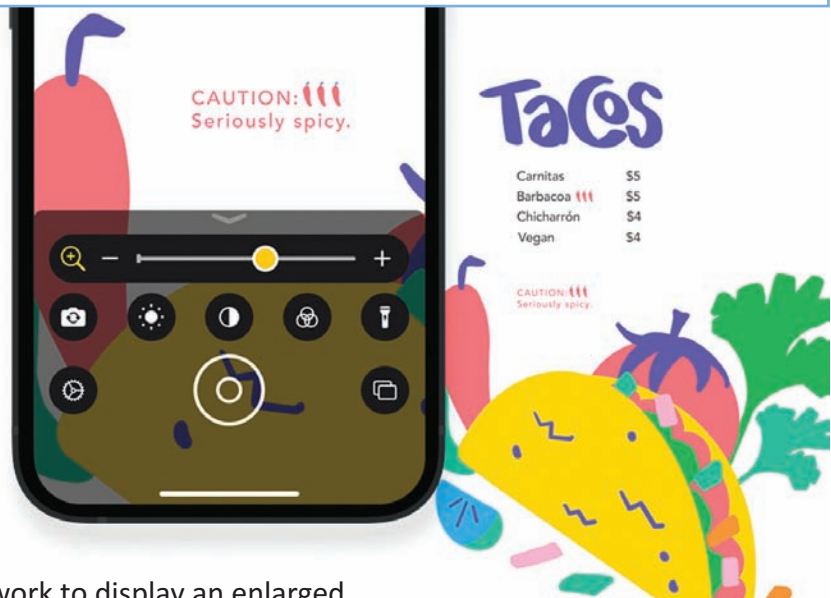 CAUTION:
Seriously spicy.
TaCos
Carnitas $5
Barbacoa $5
Chicharrón $4
Vegan $4
CAUTION:
Seriously spicy.
work to display an enlarged